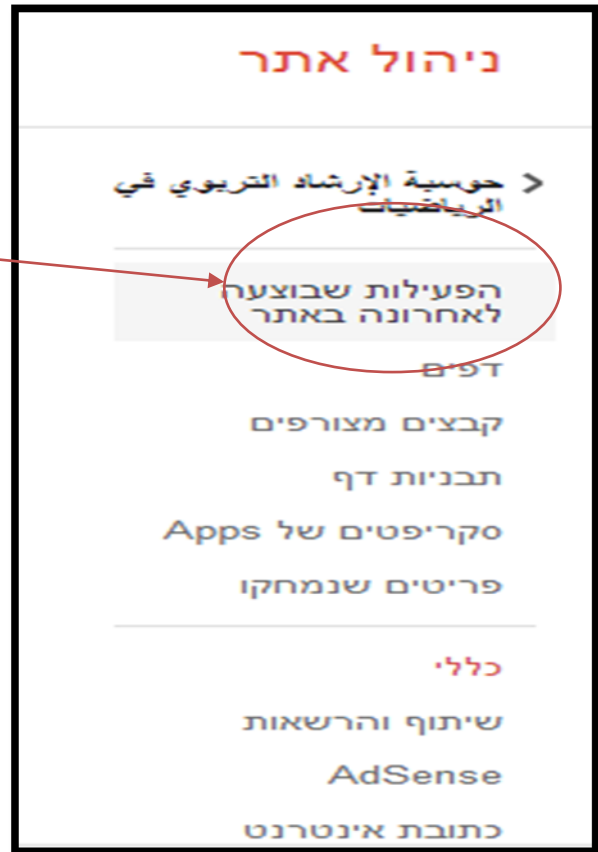 ניהול אתר
حوسبة الإرشاد التربوي في
الرياضيات
הפעילות שבוצעה
לאחרונה באתר
דפים
קבצים מצורפים
תבניות דף
סקריפטים של Apps
פריטים שנמחקו
כללי
שיתוף והרשאות
AdSense
כתובת אינטרנט